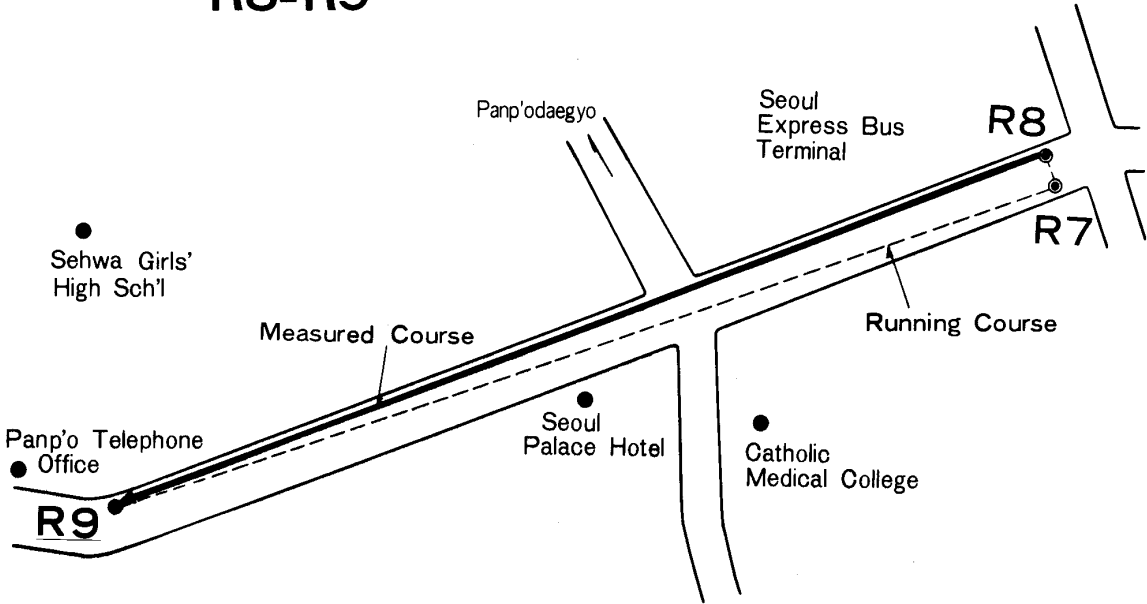 R8-R9
Panp'odaegyo
Seoul
Express Bus
Terminal
R8
R7
Sehwa Girls'
High Sch'l
Measured Course
Running Course
Panp'o Telephone
Office
R9
Seoul
Palace Hotel
Catholic
Medical College